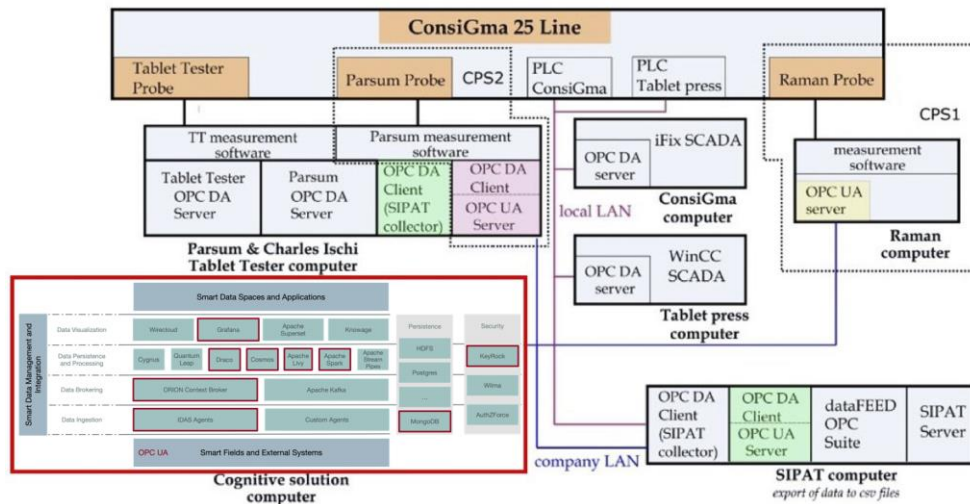 ConsiGma 25 Line
Tablet Tester
Probe
Parsum Probe
CPS2
PLC
ConsiGma
PLC
Tablet press
Raman Probe
CPS1
TT measurement
software
Parsum measurement
software
Tablet Tester
OPC DA
Server
Parsum
OPC DA
Server
OPC DA
Client
(SIPAT
collector)
OPC DA
Client
OPC UA
Server
Parsum & Charles Ischi
Tablet Tester computer
OPC DA
server
iFix SCADA
ConsiGma
computer
local LAN
OPC DA
server
WinCC
SCADA
Tablet press
computer
measurement
software
OPC UA
server
Raman
computer
Smart Data Spaces and Applications
Smart Data Management and
Integration
Data Visualization
Wirecloud
Grafana
Apache
Superset
Knowage
Data Persistence
and Processing
Cygnus
Quantum
Leap
Draco
Cosmos
Apache
Livy
Apache
Spark
Apache
Stream
Pipes
Data Brokering
ORION Context Broker
Apache Kafka
Data Ingestion
IDAS Agents
Custom Agents
Persistence
HDFS
Postgres
...
MongoDB
Security
KeyRock
Wilma
AuthZForce
OPC UA
Smart Fields and External Systems
Cognitive solution
computer
company LAN
OPC DA
Client
(SIPAT
collector)
OPC DA
Client
OPC UA
Server
dataFEED
OPC
Suite
SIPAT
Server
SIPAT computer
export of data to csv files